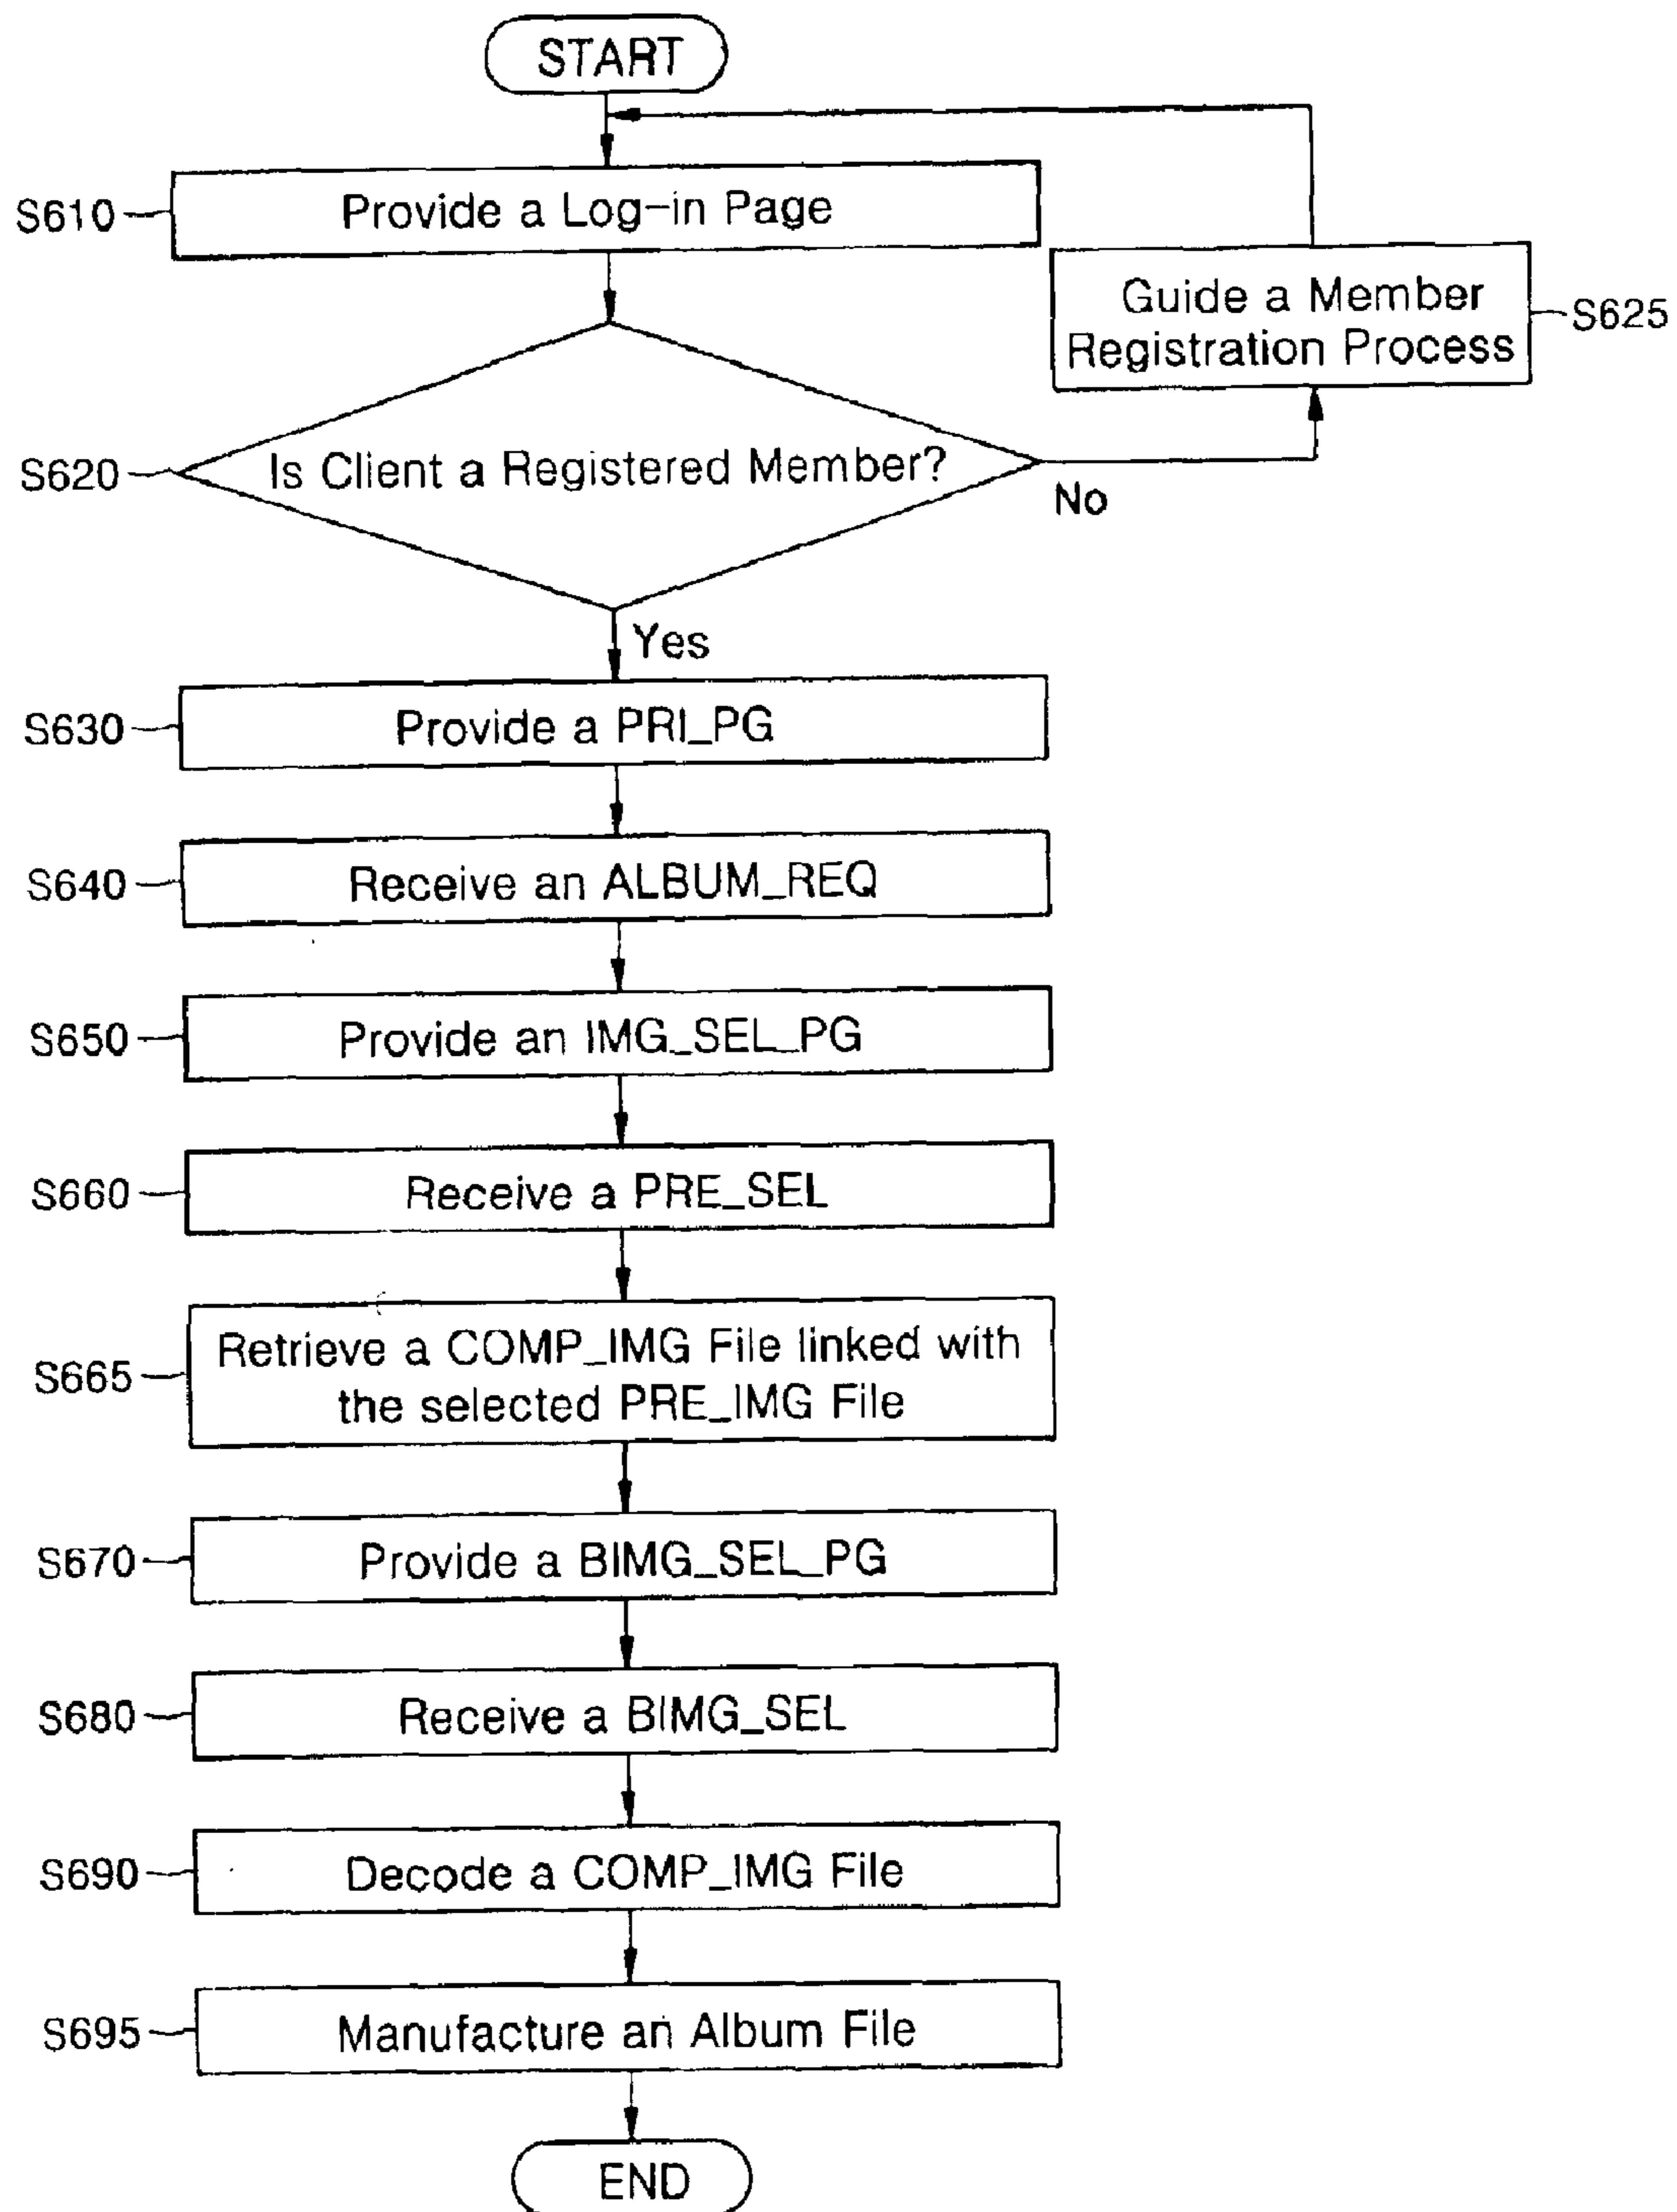 START
S610
Provide a Log-in Page
Guide a Member
Registration Process
S625
S620
Is Client a Registered Member?
No
Yes
S630
Provide a PRI_PG
S640
Receive an ALBUM_REQ
S650
Provide an IMG_SEL_PG
S660
Receive a PRE_SEL
S665
Retrieve a COMP_IMG File linked with
the selected PRE_IMG File
S670
Provide a BIMG_SEL_PG
S680
Receive a BIMG_SEL
S690
Decode a COMP_IMG File
S695
Manufacture an Album File
END